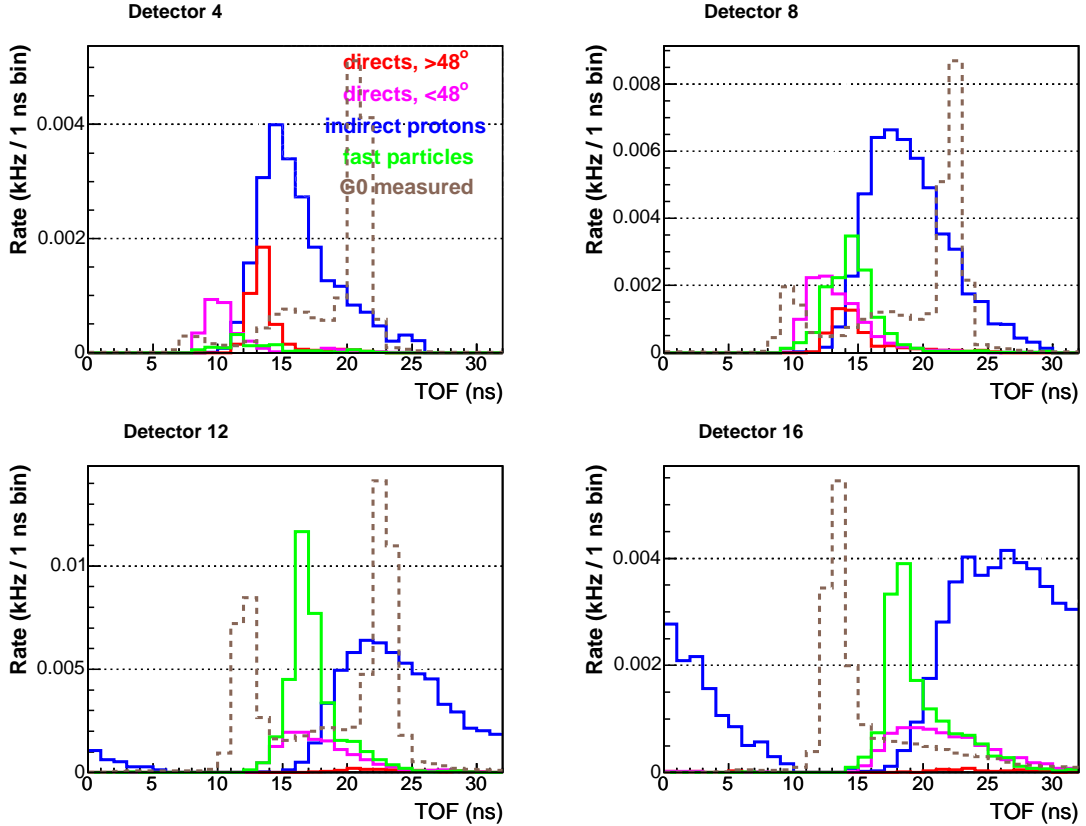 Detector 4
Rate (kHz / 1 ns bin)
0.004
0.002
0
directs, >48°
directs, <48°
indirect protons
fast particles
G0 measured
0 5 10 15 20 25 30
TOF (ns)
Detector 8
Rate (kHz / 1 ns bin)
0.008
0.006
0.004
0.002
0
0 5 10 15 20 25 30
TOF (ns)
Detector 12
Rate (kHz / 1 ns bin)
0.01
0.005
0
0 5 10 15 20 25 30
TOF (ns)
Detector 16
Rate (kHz / 1 ns bin)
0.004
0.002
0
0 5 10 15 20 25 30
TOF (ns)